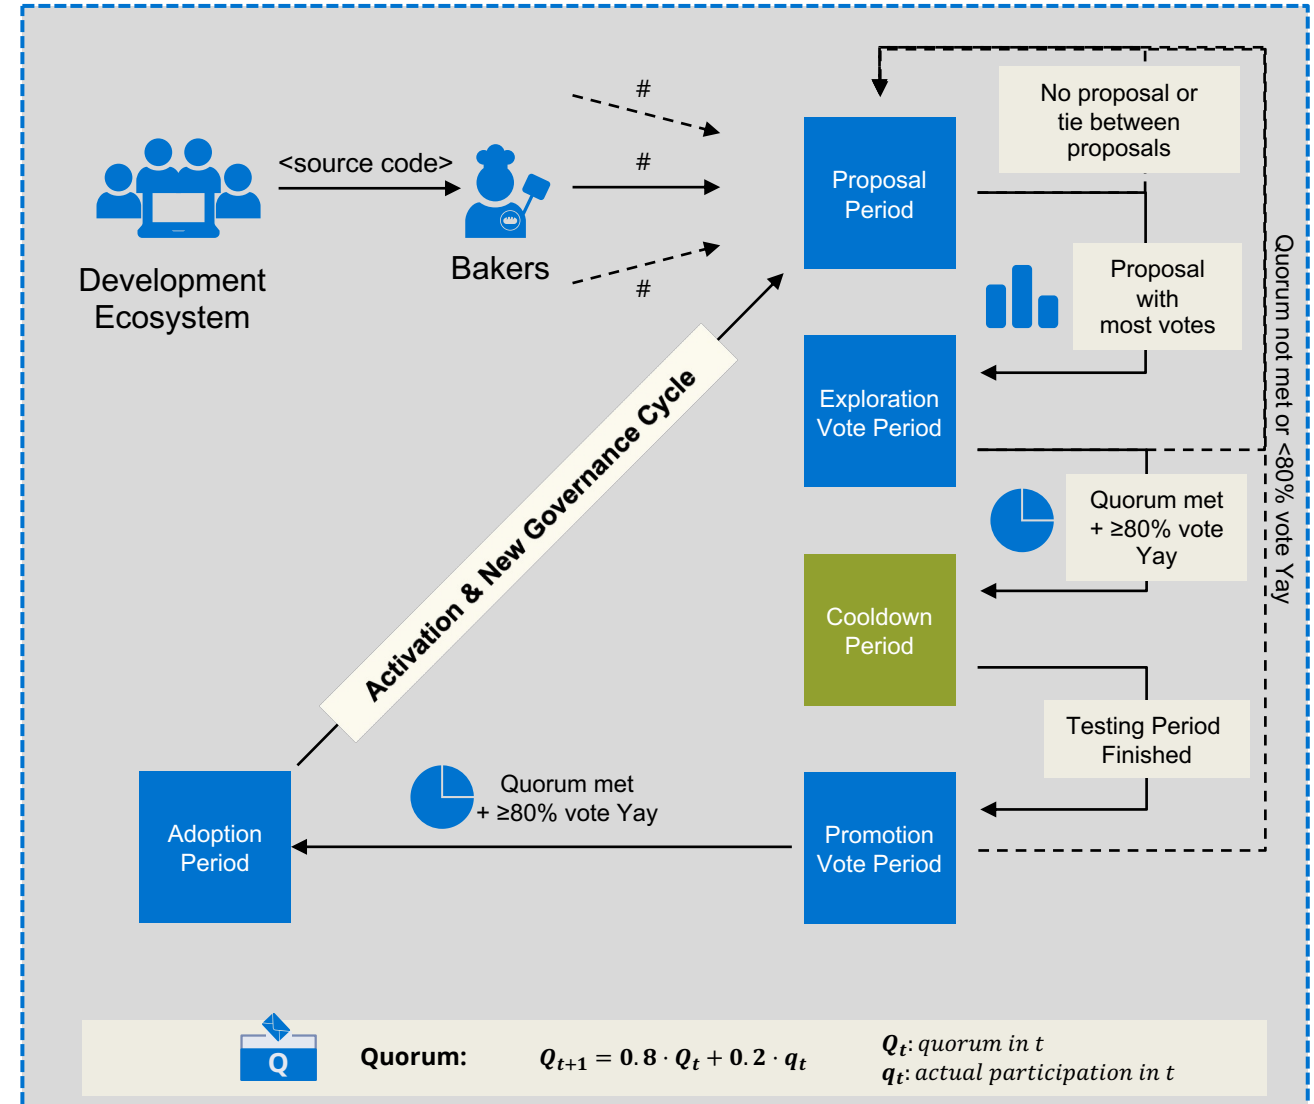 #
No proposal or
tie between
proposals
<source code>
#
Proposal
Period
Development
Ecosystem
Bakers
#
Proposal
with
most votes
Quorum not met or <80% vote Yay
Exploration
Vote Period
Activation & New Governance Cycle
Quorum met
+ ≥80% vote
Yay
Cooldown
Period
Testing Period
Finished
Quorum met
+ ≥80% vote Yay
Adoption
Period
Promotion
Vote Period
Q
Quorum:
Qₜ₊₁ = 0.8 · Qₜ + 0.2 · qₜ
Qₜ: quorum in t
qₜ: actual participation in t